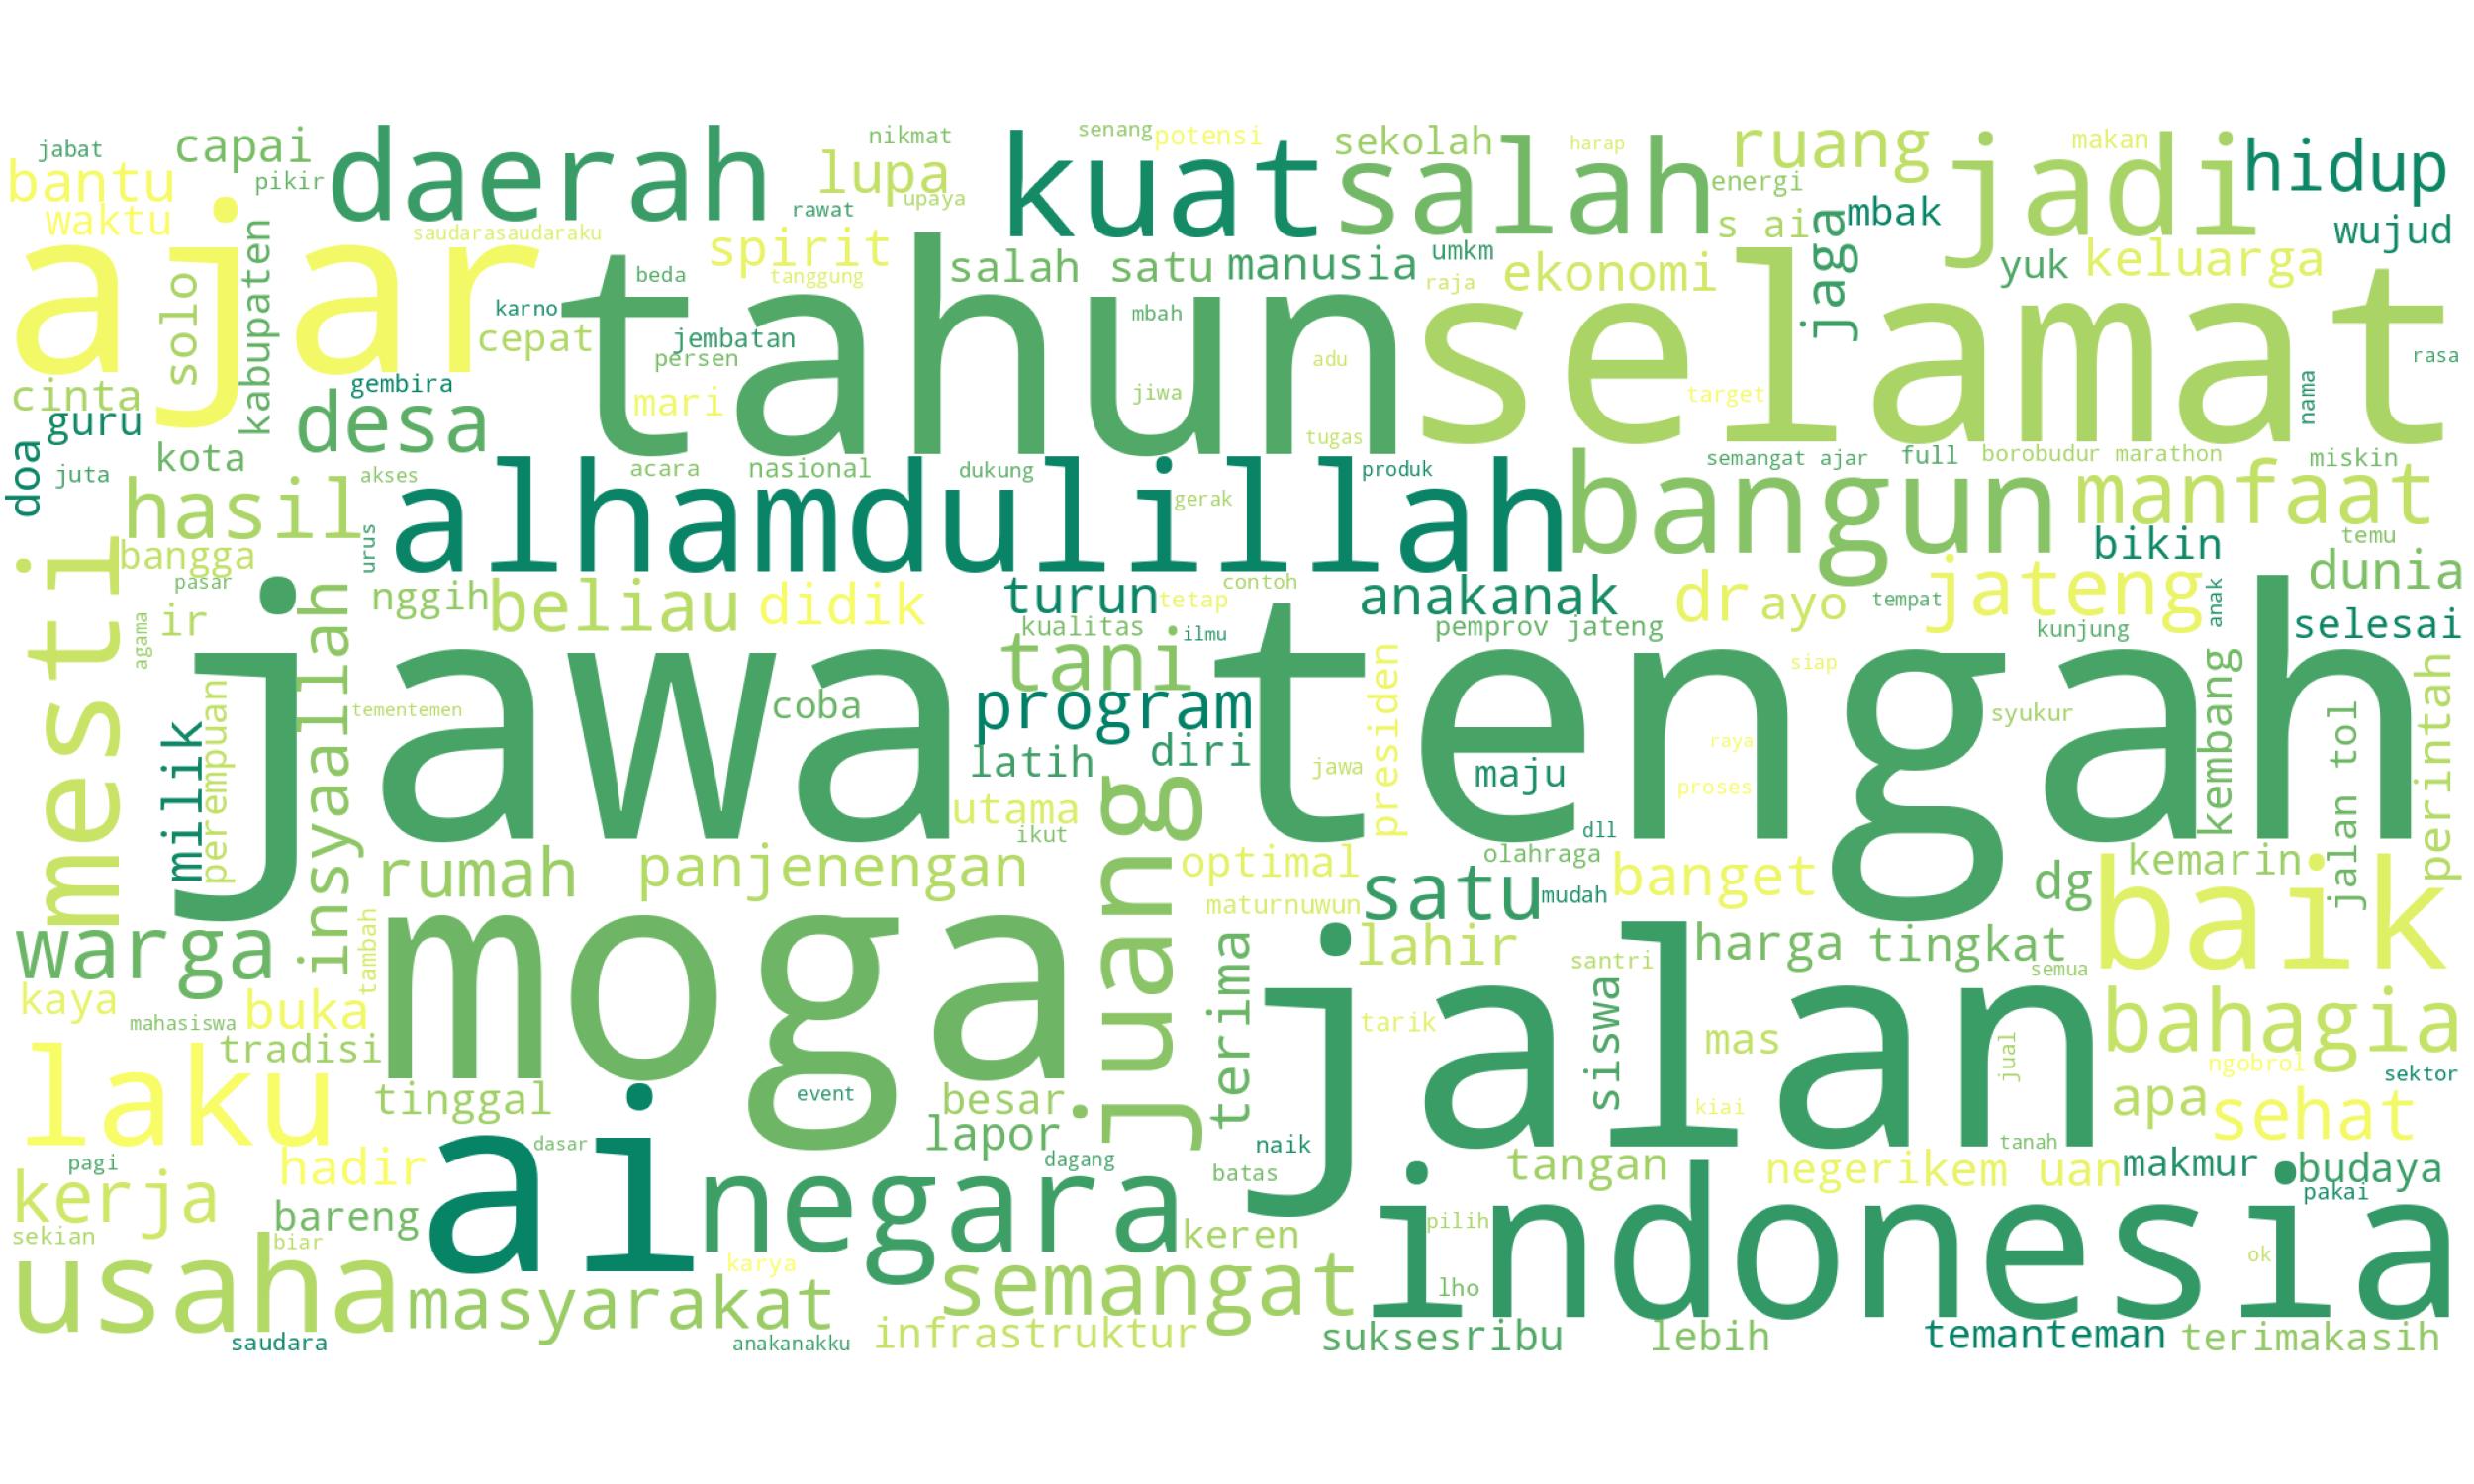 jabat
capai
daerah
nikmat
senang
potensi
sekolah
harap
ruang
makan
jadi
hidup
bantu
pikir
lupa
kuat
salah
energi
waktu
rawat
upaya
s ai
mbak
wujud
ajar
saudarasaudaraku
spirit
salah satu
manusia
umkm
ekonomi
jaga
yuk
keluarga
solo
kabupaten
beda
tanggung
raja
karno
tahun
mbah
selamat
cepat
jembatan
persen
adu
rasa
cinta
gembira
mari
jiwa
target
nama
guru
desa
tugas
doa
juta
kota
akses
acara
nasional
dukung
produk
semangat ajar
full
borobudur marathon
miskin
hasil
alhamdulillah
gerak
bangun
manfaat
mesti
bangga
urus
bikin
temu
pasar
nggih
beliau
didik
turun
tetap
contoh
anakanak
dr
ayo
tempat
jateng
anak
dunia
agama
ir
insyaallah
kualitas
ilmu
pemprov jateng
kunjung
selesai
jawa tengah
tani
presiden
siap
milik
perempuan
tementemen
coba
program
syukur
kembang
jalan tol
perintah
latih
diri
jawa
raya
maju
proses
utama
ikut
juang
dll
rumah
panjenengan
optimal
olahraga
banget
dg
kemarin
baik
maturnuwun
satu
mudah
warga
tambah
moga
terima
lahir
harga
tingkat
santri
semua
kaya
mahasiswa
buka
jalan
tarik
siswa
mas
jual
bahagia
tradisi
laku
tinggal
event
besar
ngobrol
sektor
kiai
apa
sehat
ai
lapor
dasar
naik
tanah
pagi
hadir
dagang
batas
tangan
negeri
kem uan
makmur
budaya
kerja
negara
pakai
bareng
indonesia
sekian
biar
keren
pilih
usaha
karya
ok
masyarakat
semangat
lho
saudara
anakanakku
infrastruktur
sukses
ribu
lebih
temanteman
terimakasih